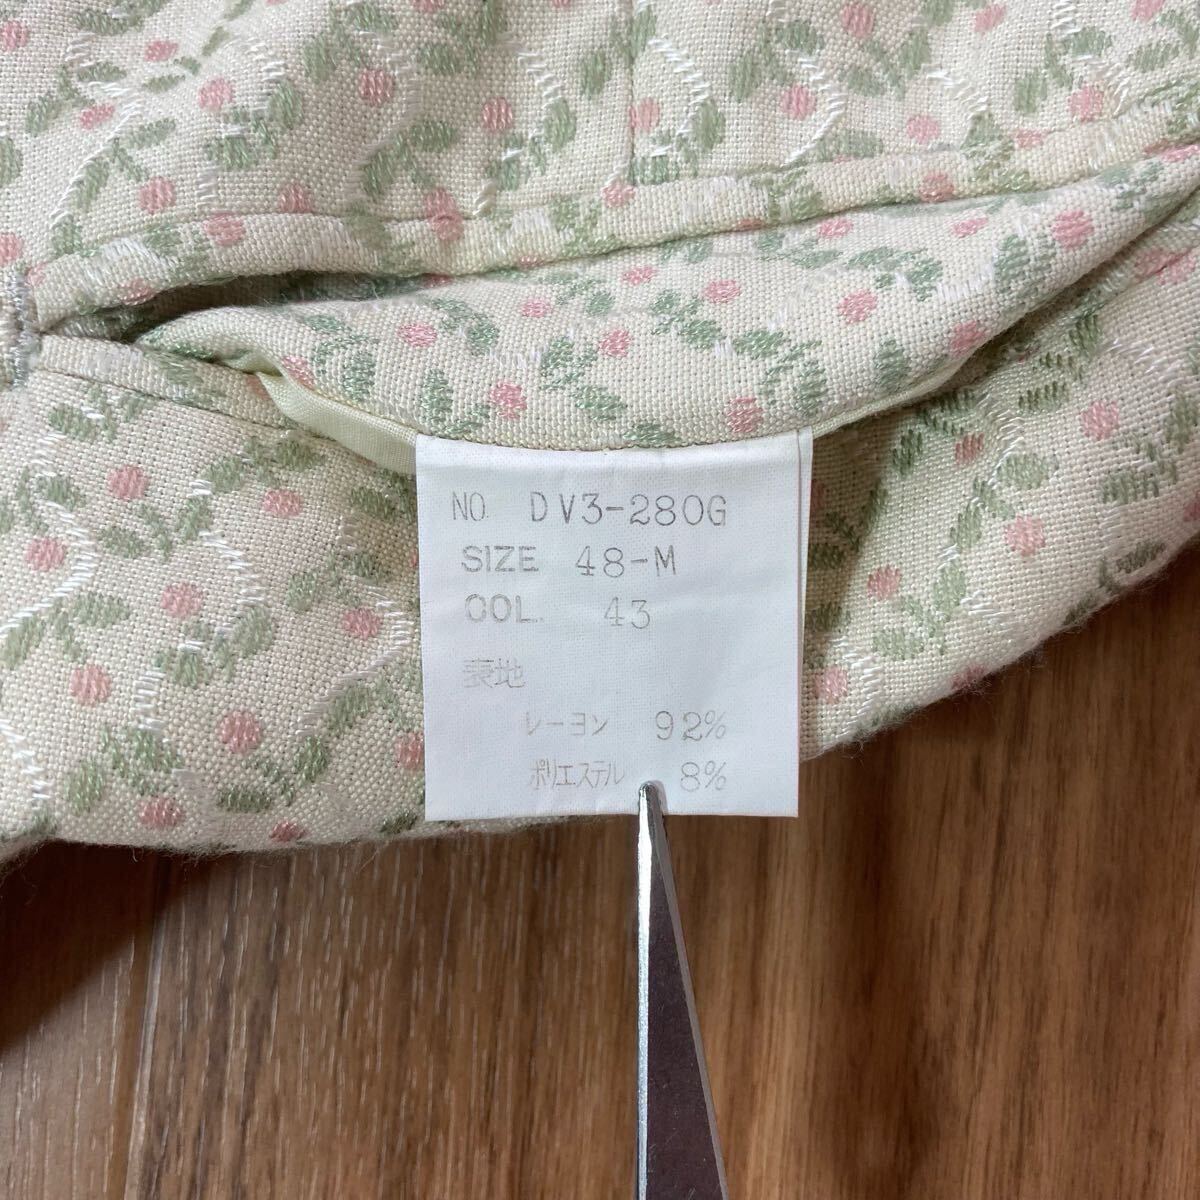 NO. DV3-280G
SIZE 48-M
COL. 43
表地
レーヨン 92%
ポリエステル 8%